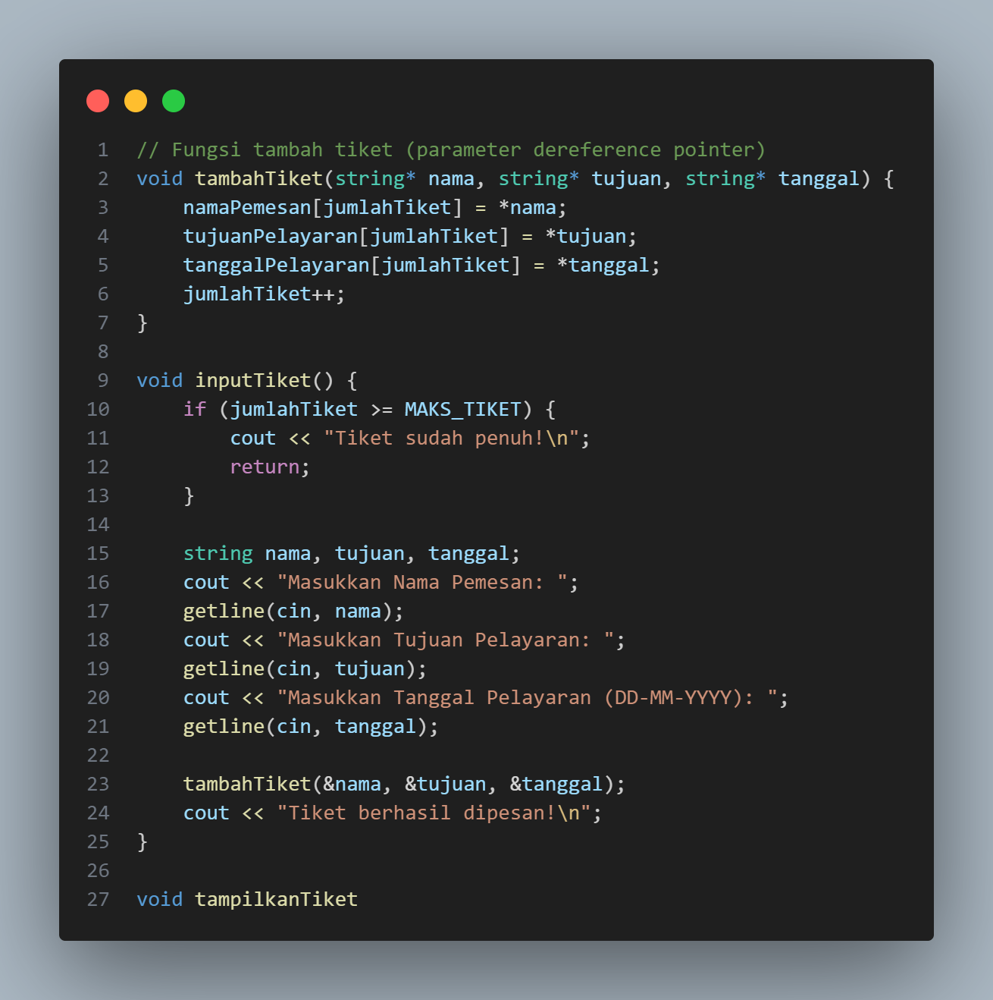 1 // Fungsi tambah tiket (parameter dereference pointer)
2 void tambahTiket(string* nama, string* tujuan, string* tanggal) {
3     namaPemesan[jumlahTiket] = *nama;
4     tujuanPelayaran[jumlahTiket] = *tujuan;
5     tanggalPelayaran[jumlahTiket] = *tanggal;
6     jumlahTiket++;
7 }
8
9 void inputTiket() {
10     if (jumlahTiket >= MAKS_TIKET) {
11         cout << "Tiket sudah penuh!\n";
12         return;
13     }
14
15     string nama, tujuan, tanggal;
16     cout << "Masukkan Nama Pemesan: ";
17     getline(cin, nama);
18     cout << "Masukkan Tujuan Pelayaran: ";
19     getline(cin, tujuan);
20     cout << "Masukkan Tanggal Pelayaran (DD-MM-YYYY): ";
21     getline(cin, tanggal);
22
23     tambahTiket(&nama, &tujuan, &tanggal);
24     cout << "Tiket berhasil dipesan!\n";
25 }
26
27 void tampilkanTiket